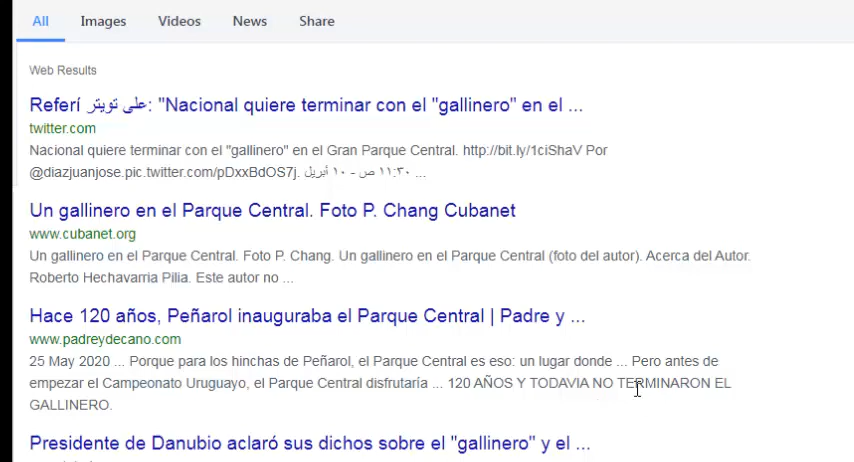 All Images Videos News Share
Web Results
Referí على تويتر: "Nacional quiere terminar con el "gallinero" en el ...
twitter.com
Nacional quiere terminar con el "gallinero" en el Gran Parque Central. http://bit.ly/1ciShaV Por
@diazjuanjose.pic.twitter.com/pDxxBdOS7j. ١١:٣٠ ص - ١٠ أبريل ...
Un gallinero en el Parque Central. Foto P. Chang Cubanet
www.cubanet.org
Un gallinero en el Parque Central. Foto P. Chang. Un gallinero en el Parque Central (foto del autor). Acerca del Autor.
Roberto Hechavarria Pilia. Este autor no ...
Hace 120 años, Peñarol inauguraba el Parque Central | Padre y ...
www.padreydecano.com
25 May 2020 ... Porque para los hinchas de Peñarol, el Parque Central es eso: un lugar donde ... Pero antes de
empezar el Campeonato Uruguayo, el Parque Central disfrutaría ... 120 AÑOS Y TODAVIA NO TERMINARON EL
GALLINERO.
Presidente de Danubio aclaró sus dichos sobre el "gallinero" y el ...